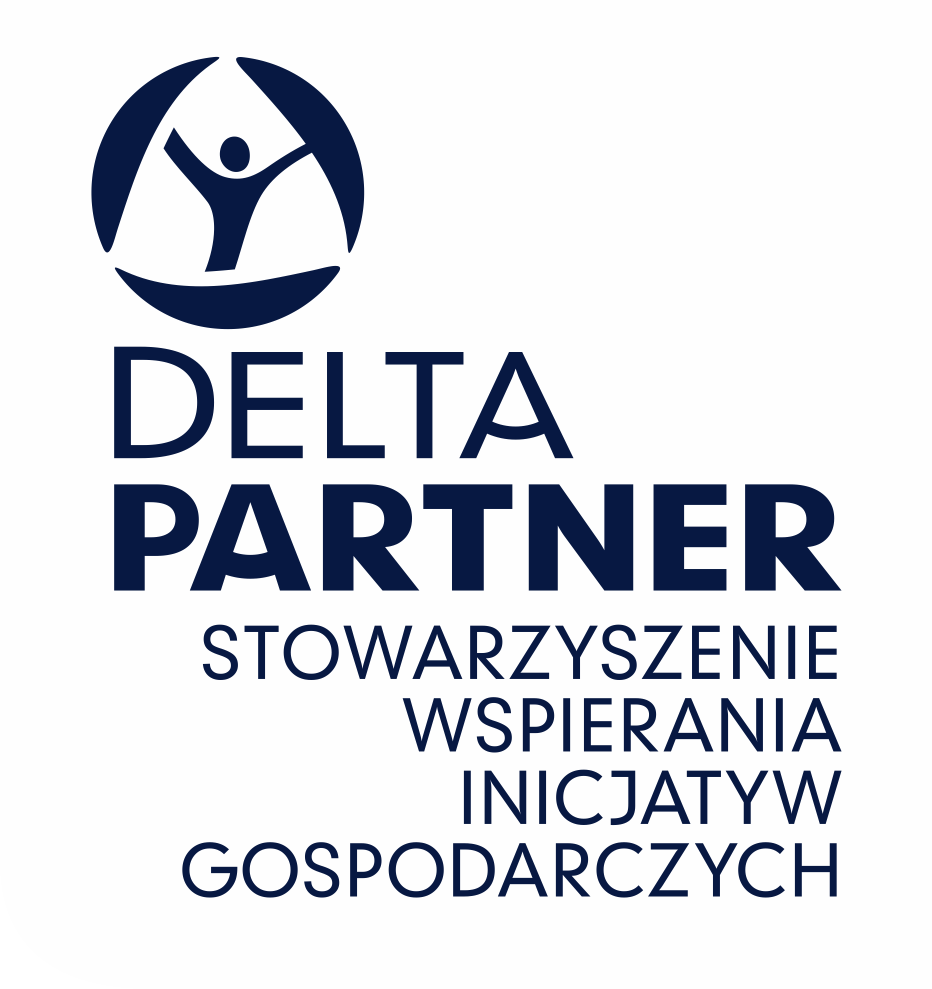 DELTA
PARTNER
STOWARZYSZENIE
WSPIERANIA
INICJATYW
GOSPODARCZYCH